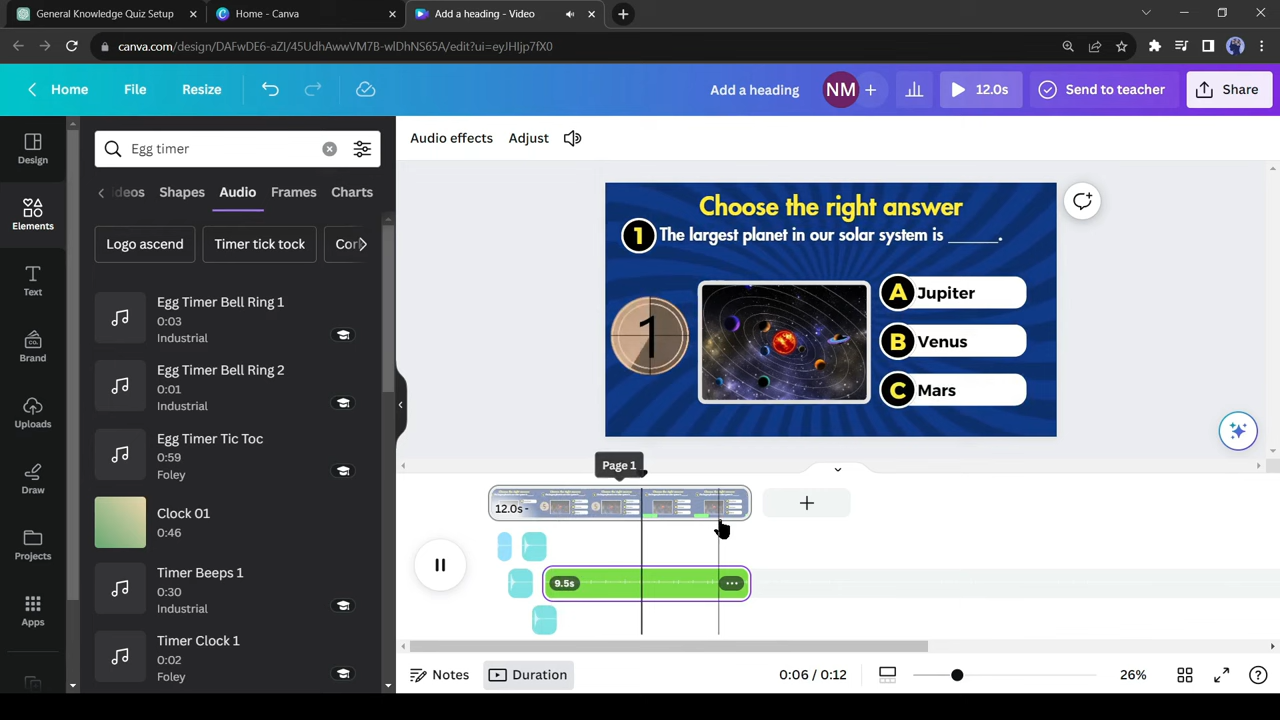 General Knowledge Quiz Setup
Home - Canva
Add a heading - Video
canva.com/design/DAFwDE6-aZI/45UdhAwwVM7B-wIDhNS65A/edit?ui=eyJHIjp7fX0
Home
File
Resize
Add a heading
NM
12.0s
Send to teacher
Share
Design
Elements
Text
Brand
Uploads
Draw
Projects
Apps
Egg timer
ideos
Shapes
Audio
Frames
Charts
Logo ascend
Timer tick tock
Cor
Egg Timer Bell Ring 1
0:03
Industrial
Egg Timer Bell Ring 2
0:01
Industrial
Egg Timer Tic Toc
0:59
Foley
Clock 01
0:46
Timer Beeps 1
0:30
Industrial
Timer Clock 1
0:02
Foley
Audio effects
Adjust
Choose the right answer
1 The largest planet in our solar system is _____.
1
A Jupiter
B Venus
C Mars
Page 1
12.0s
9.5s
Notes
Duration
0:06 / 0:12
26%